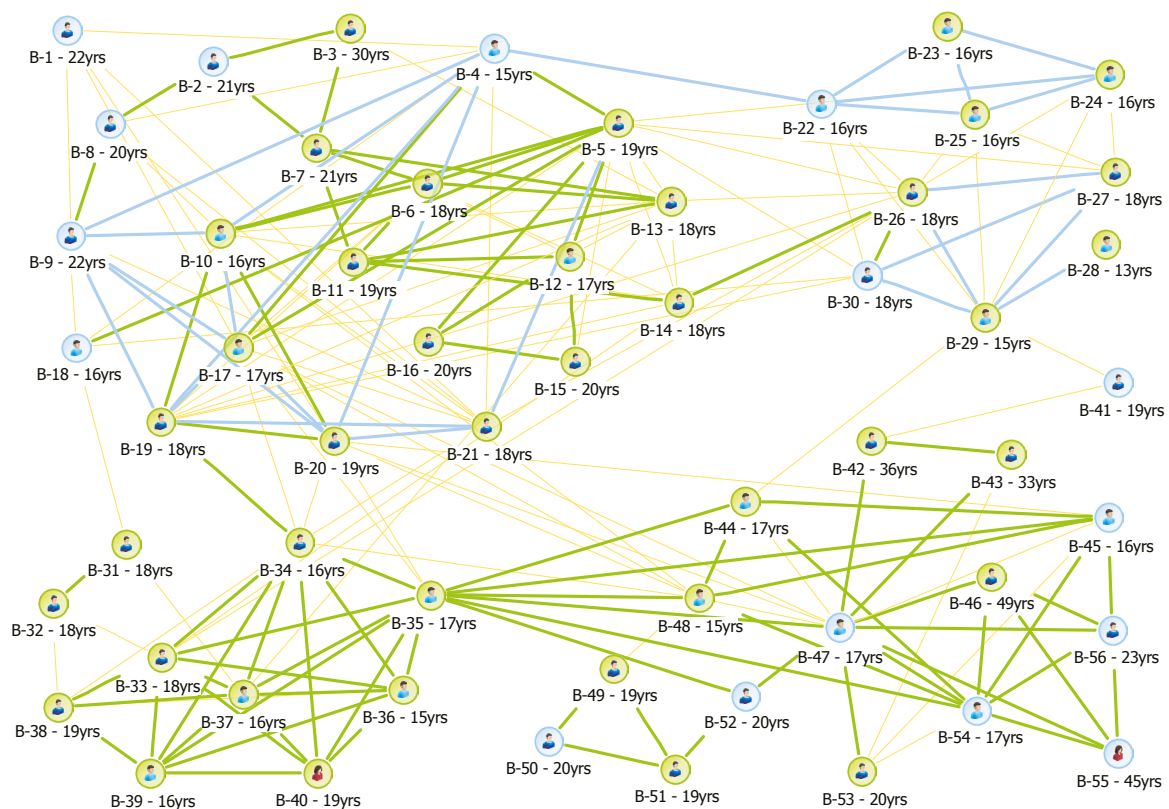 B-1 - 22yrs
B-2 - 21yrs
B-3 - 30yrs
B-4 - 15yrs
B-23 - 16yrs
B-24 - 16yrs
B-8 - 20yrs
B-7 - 21yrs
B-5 - 19yrs
B-22 - 16yrs
B-25 - 16yrs
B-6 - 18yrs
B-13 - 18yrs
B-26 - 18yrs
B-27 - 18yrs
B-9 - 22yrs
B-10 - 16yrs
B-11 - 19yrs
B-12 - 17yrs
B-30 - 18yrs
B-28 - 13yrs
B-14 - 18yrs
B-29 - 15yrs
B-18 - 16yrs
B-17 - 17yrs
B-16 - 20yrs
B-15 - 20yrs
B-41 - 19yrs
B-19 - 18yrs
B-20 - 19yrs
B-21 - 18yrs
B-42 - 36yrs
B-43 - 33yrs
B-44 - 17yrs
B-45 - 16yrs
B-31 - 18yrs
B-34 - 16yrs
B-35 - 17yrs
B-46 - 49yrs
B-32 - 18yrs
B-48 - 15yrs
B-47 - 17yrs
B-56 - 23yrs
B-33 - 18yrs
B-37 - 16yrs
B-36 - 15yrs
B-49 - 19yrs
B-38 - 19yrs
B-52 - 20yrs
B-54 - 17yrs
B-50 - 20yrs
B-39 - 16yrs
B-40 - 19yrs
B-51 - 19yrs
B-53 - 20yrs
B-55 - 45yrs